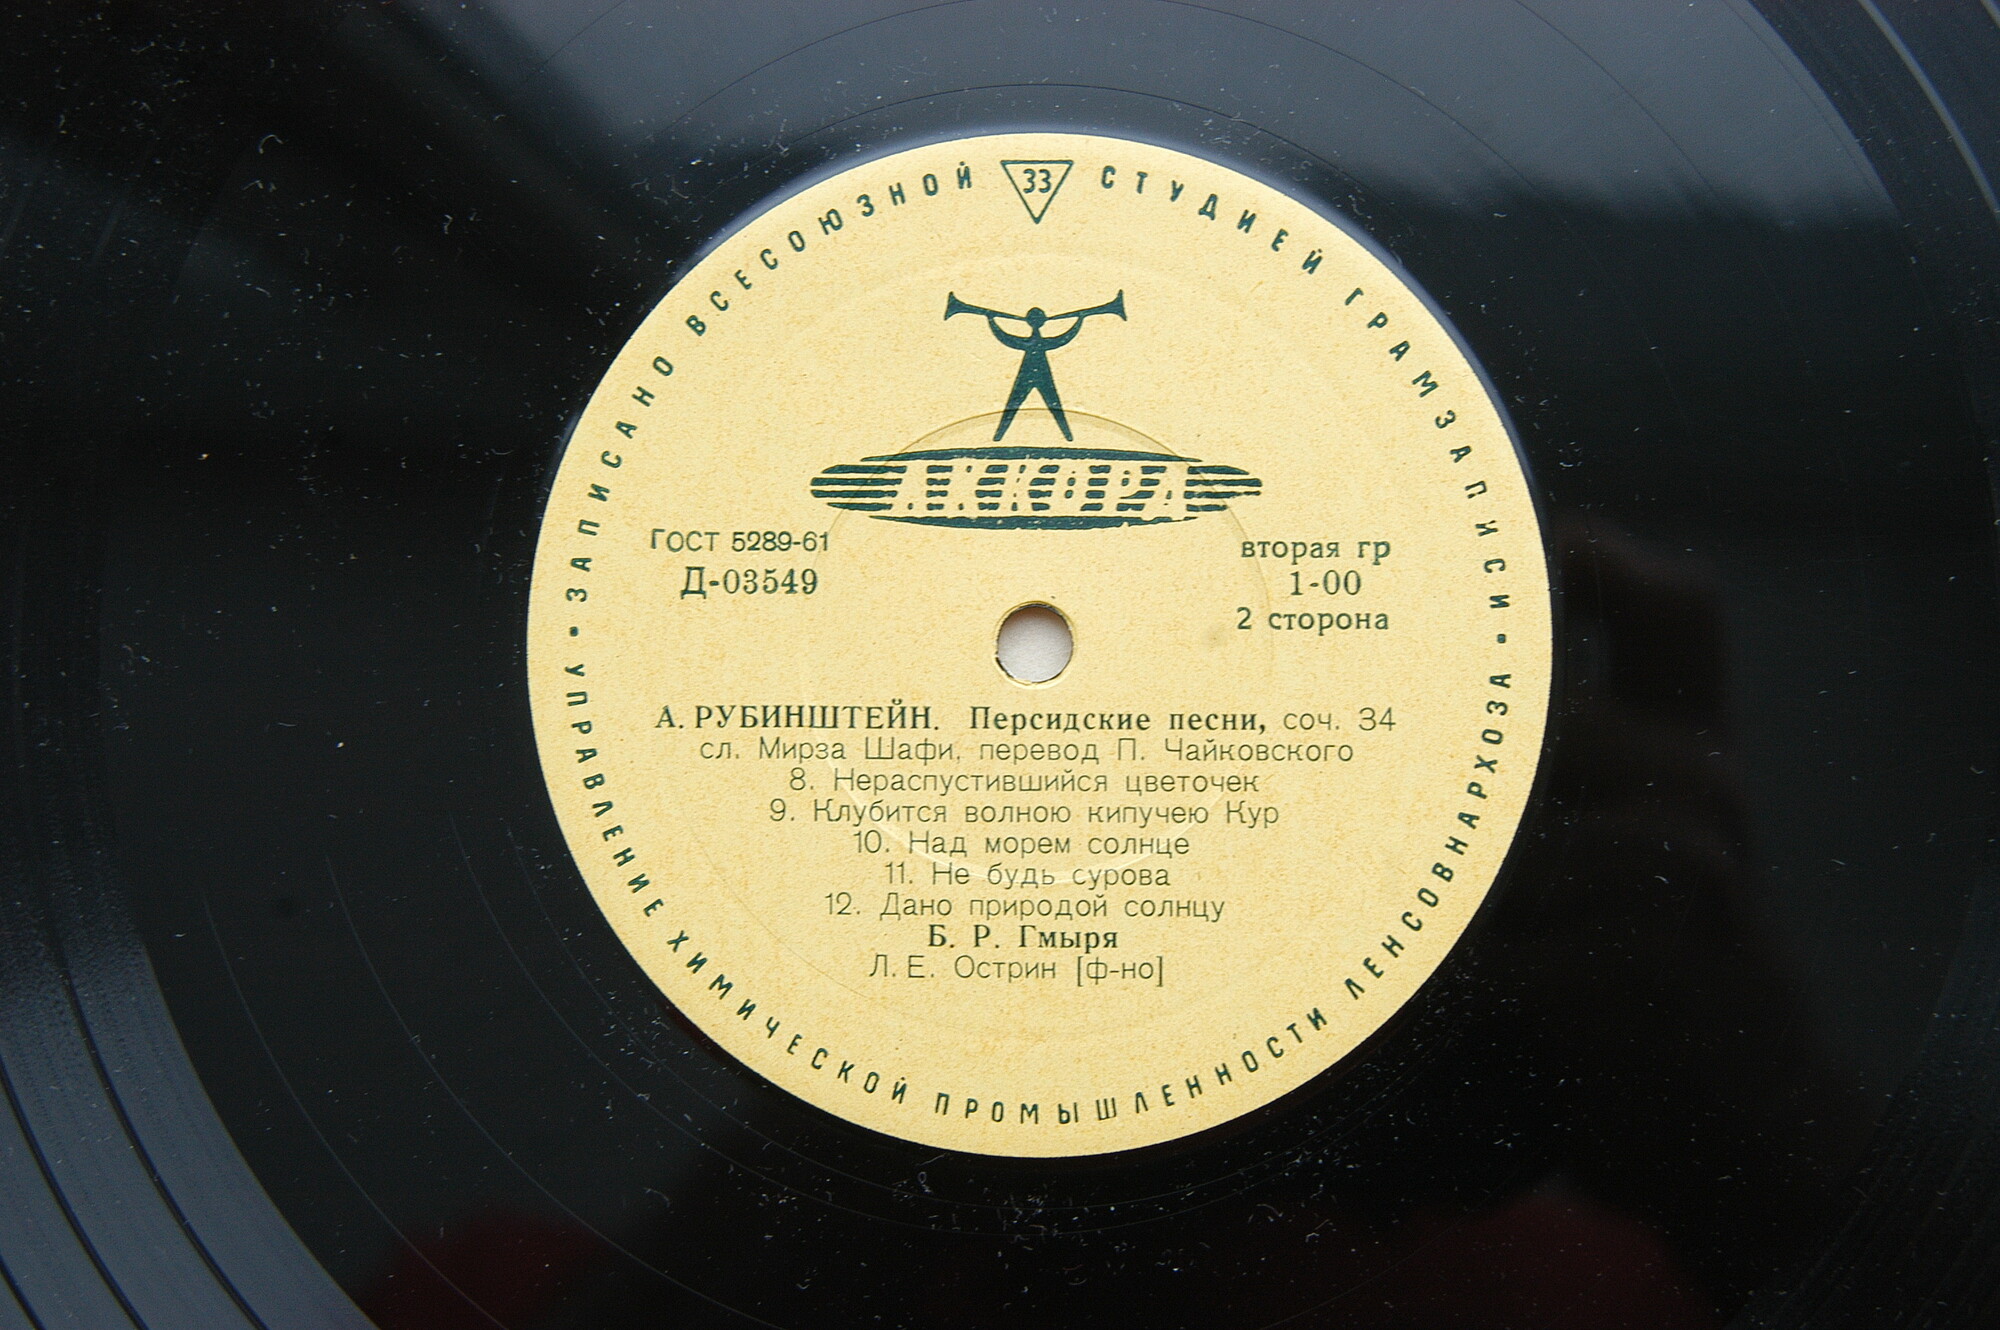 ЗАПИСАНО ВСЕСОЮЗНОЙ 33 СТУДИЕЙ ГРАМЗАПИСИ
АККОРД
ГОСТ 5289-61
Д-03549
вторая гр
1-00
2 сторона
А. РУБИНШТЕЙН. Персидские песни, соч. 34
сл. Мирза Шафи, перевод П. Чайковского
8. Нераспустившийся цветочек
9. Клубится волною кипучею Кур
10. Над морем солнце
11. Не будь сурова
12. Дано природой солнцу
Б. Р. Гмыря
Л. Е. Острин [ф-но]
УПРАВЛЕНИЕ ХИМИЧЕСКОЙ ПРОМЫШЛЕННОСТИ ЛЕНСОВНАРХОЗА